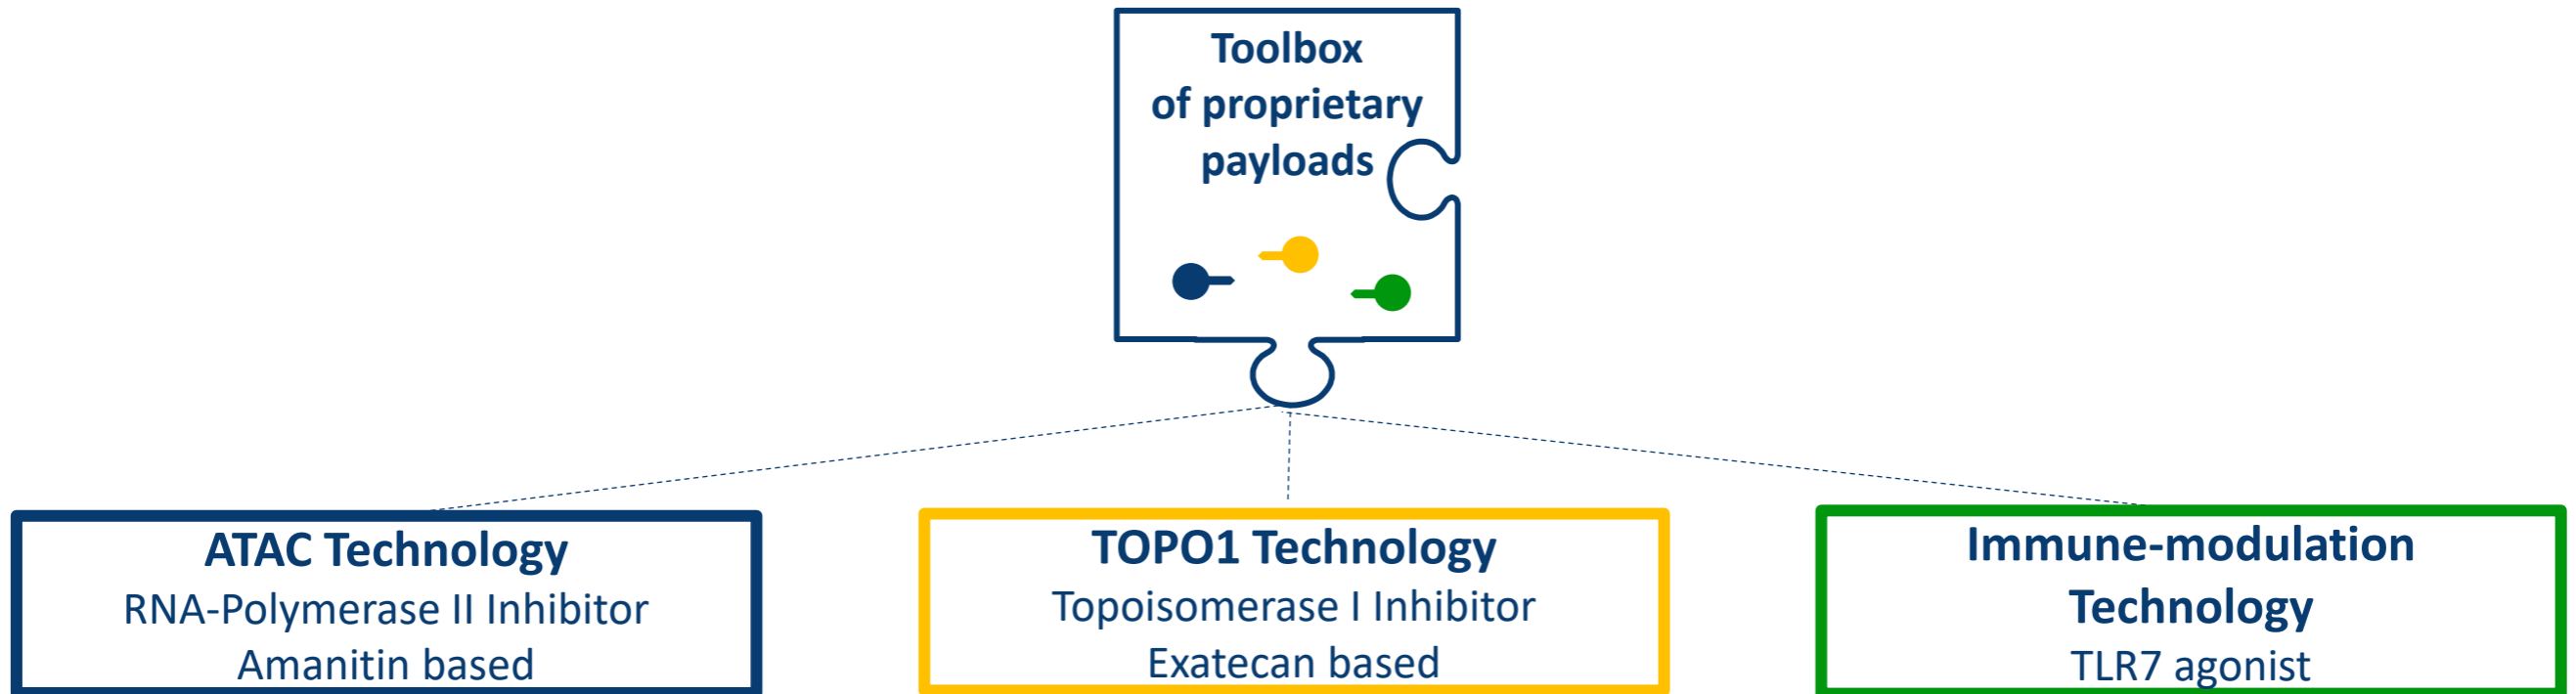 Toolbox
of proprietary
payloads
ATAC Technology
RNA-Polymerase II Inhibitor
Amanitin based
TOPO1 Technology
Topoisomerase I Inhibitor
Exatecan based
Immune-modulation
Technology
TLR7 agonist